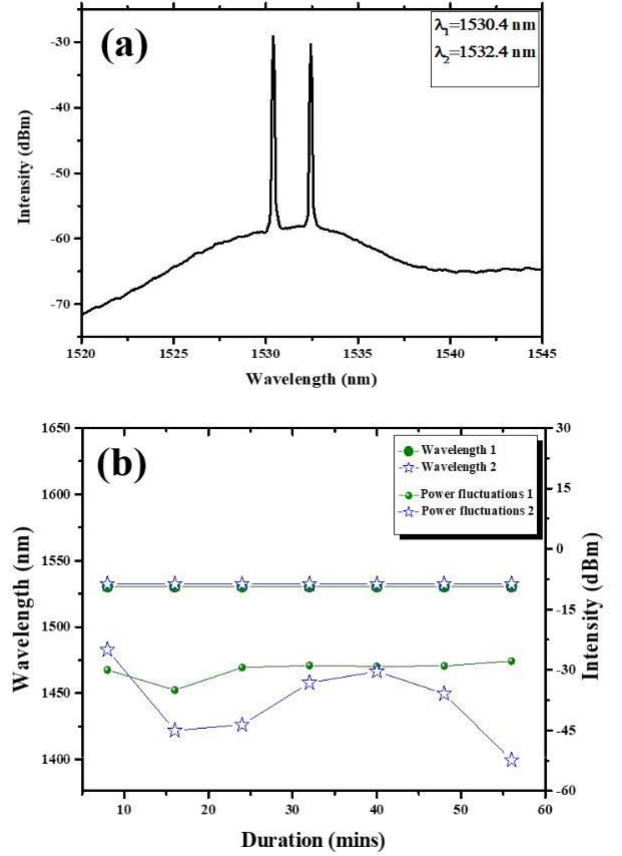 (a)
λ1=1530.4 nm
λ2=1532.4 nm
Intensity (dBm)
-30
-40
-50
-60
-70
1520 1525 1530 1535 1540 1545
Wavelength (nm)
(b)
Wavelength 1
Wavelength 2
Power fluctuations 1
Power fluctuations 2
Wavelength (nm)
1650
1600
1550
1500
1450
1400
30
15
0
-15
-30
-45
-60
Intensity (dBm)
10 20 30 40 50 60
Duration (mins)